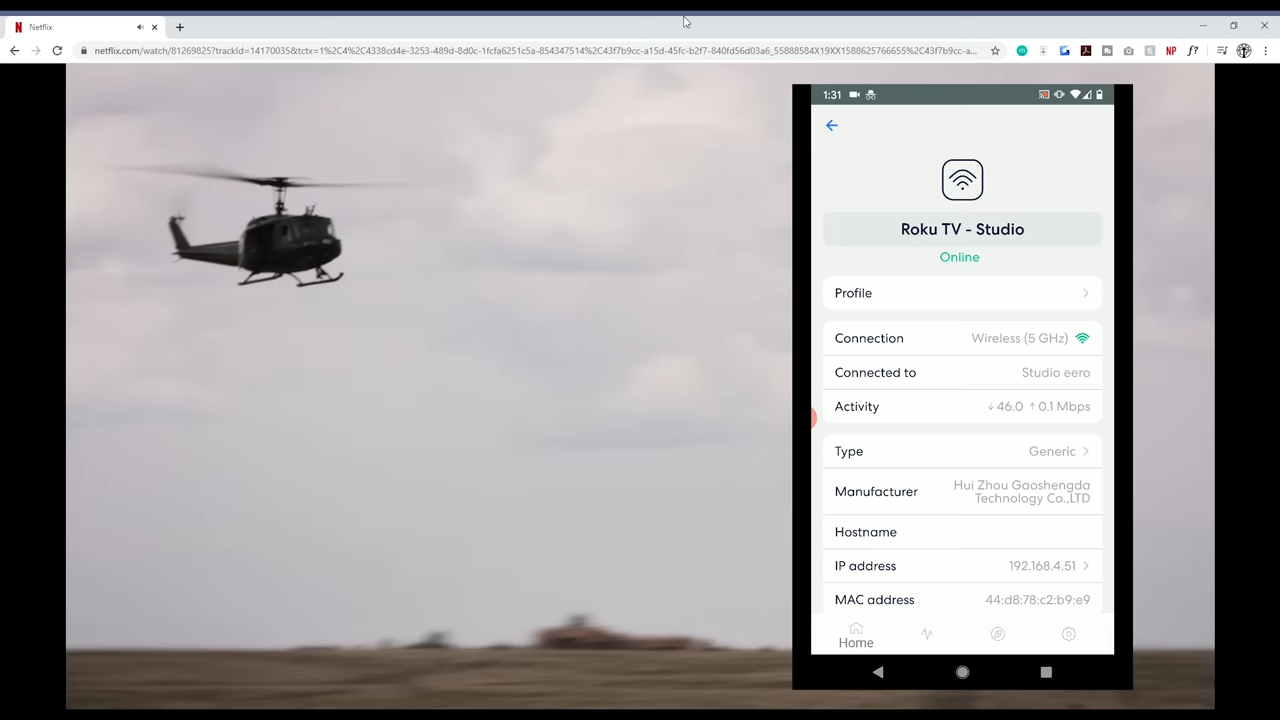 Netflix
netflix.com/watch/81269825?trackId=14170035&tctx=1%2C4%2C4338cd4e-3253-489d-8d0c-1fcfa6251c5a-854347514%2C43f7b9cc-a15d-45fc-b2f7-840fd56d03a6_55888584X19XX1588625766655%2C43f7b9cc-a...
NP
f?
1:31
Roku TV - Studio
Online
Profile
Connection Wireless (5 GHz)
Connected to Studio eero
Activity ↓ 46.0 ↑ 0.1 Mbps
Type Generic
Manufacturer Hui Zhou Gaoshengda
Technology Co.,LTD
Hostname
IP address 192.168.4.51
MAC address 44:d8:78:c2:b9:e9
Home